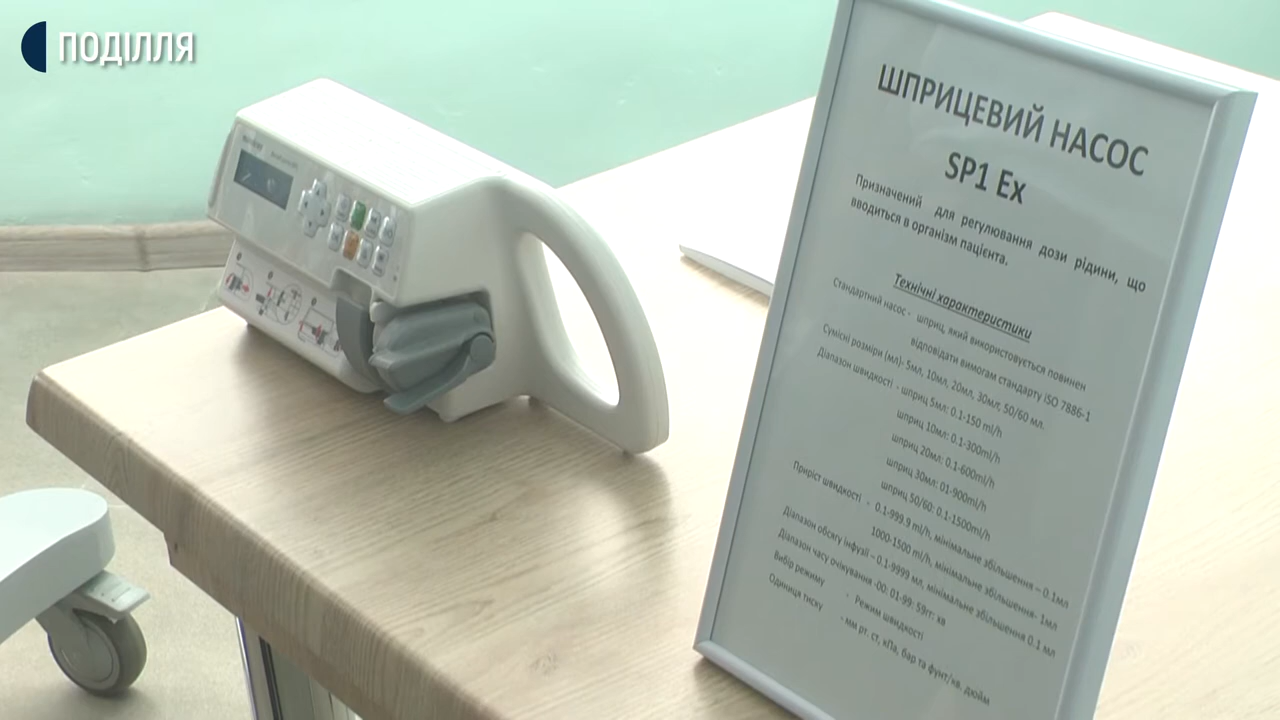 ПОДІЛЛЯ
ШПРИЦЕВИЙ НАСОС
SP1 Ex
Призначений для регулювання дози рідини, що
вводиться в організм пацієнта.
Технічні характеристики
Стандартний насос - шприц, який використовується повинен
відповідати вимогам стандарту iSO 7886-1
Сумісні розміри (мл)- 5мл, 10мл, 20мл, 30мл, 50/60 мл.
Діапазон швидкості - шприц 5мл: 0.1-150 ml/h
шприц 10мл: 0.1-300ml/h
шприц 20мл: 0.1-600ml/h
шприц 30мл: 01-900ml/h
шприц 50/60: 0.1-1500ml/h
Приріст швидкості - 0.1-999.9 ml/h, мінімальне збільшення – 0.1мл
1000-1500 ml/h, мінімальне збільшення- 1мл
Діапазон обсягу інфузії – 0.1-9999 мл, мінімальне збільшення 0.1 мл
Діапазон часу очікування -00: 01-99: 59гг: хв
Вибір режиму - Режим швидкості
Одиниця тиску - мм рт. ст, кПа, бар та фунт/кв, дюйм